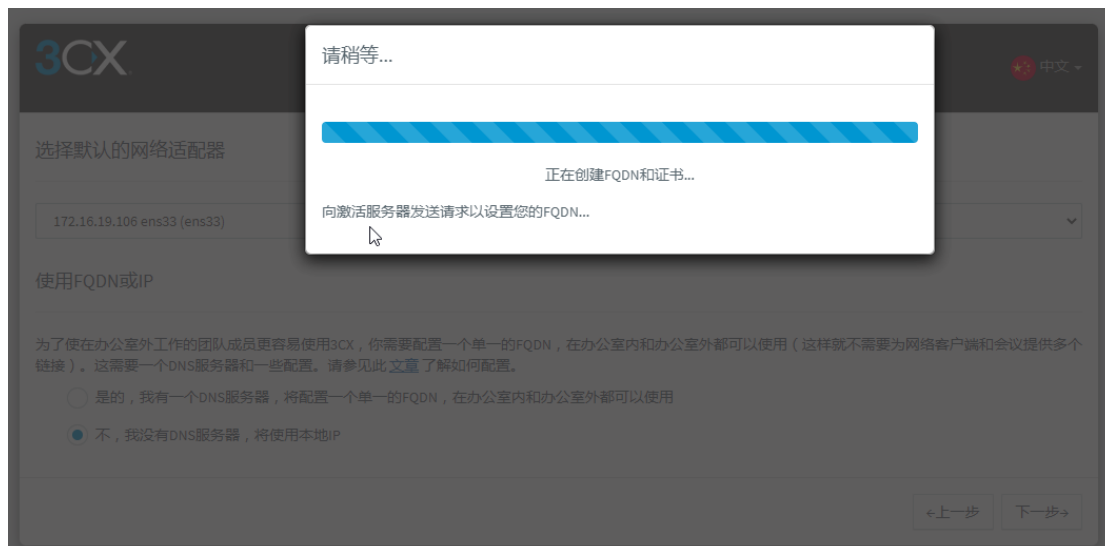 3CX
请稍等...
中文
正在创建FQDN和证书...
向激活服务器发送请求以设置您的FQDN...
选择默认的网络适配器
172.16.19.106 ens33 (ens33)
使用FQDN或IP
为了使在办公室外工作的团队成员更容易使用3CX，你需要配置一个单一的FQDN，在办公室内和办公室外都可以使用（这样就不需要为网络客户端和会议提供多个
链接）。这需要一个DNS服务器和一些配置。请参见此 文章 了解如何配置。
是的，我有一个DNS服务器，将配置一个单一的FQDN，在办公室内和办公室外都可以使用
不，我没有DNS服务器，将使用本地IP
←上一步 下一步→